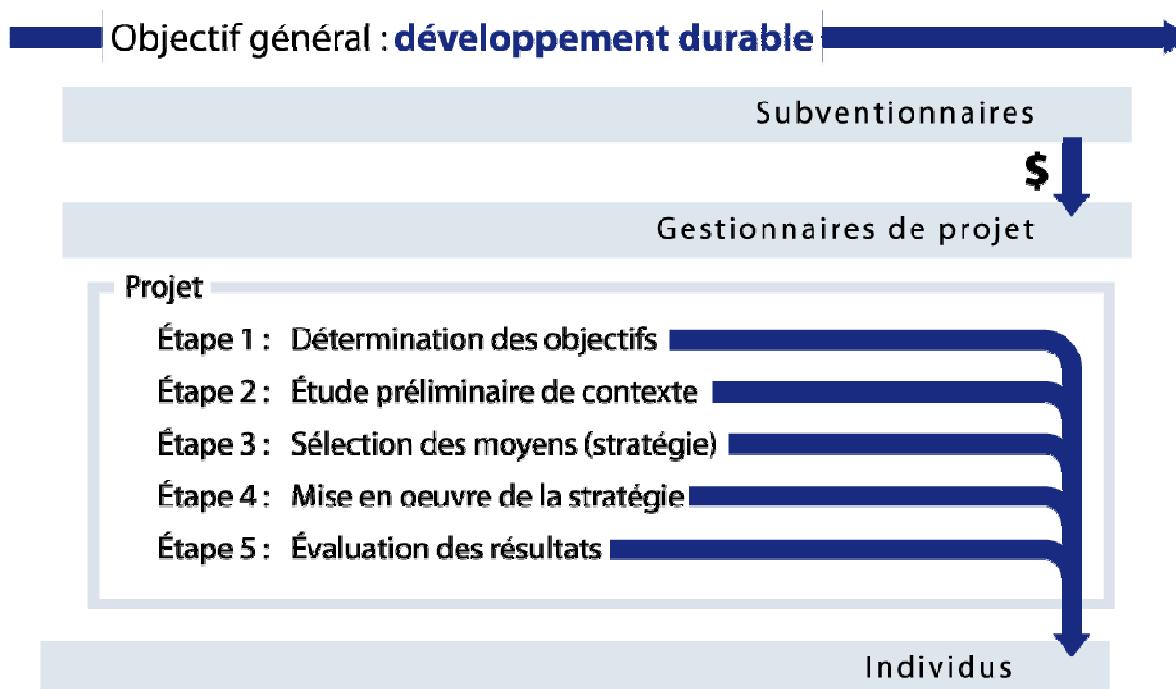 Objectif général : développement durable
Subventionnaires
$
Gestionnaires de projet
Projet
Étape 1 : Détermination des objectifs
Étape 2 : Étude préliminaire de contexte
Étape 3 : Sélection des moyens (stratégie)
Étape 4 : Mise en oeuvre de la stratégie
Étape 5 : Évaluation des résultats
Individus